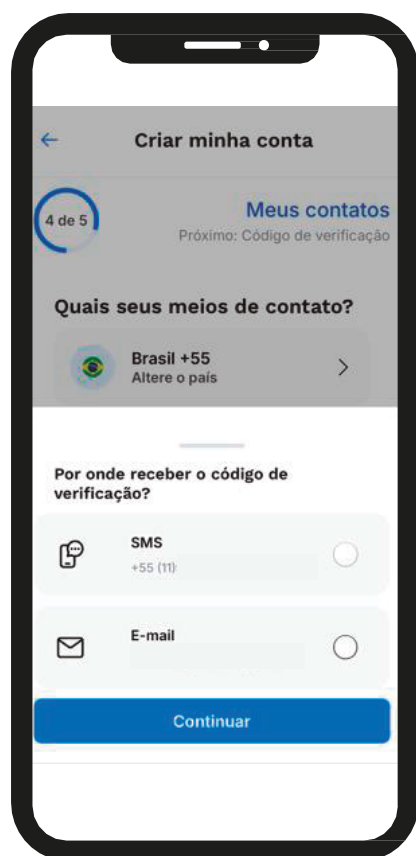 Criar minha conta
4 de 5
Meus contatos
Próximo: Código de verificação
Quais seus meios de contato?
Brasil +55
Altere o país
Por onde receber o código de
verificação?
SMS
+55 (11)
E-mail
Continuar